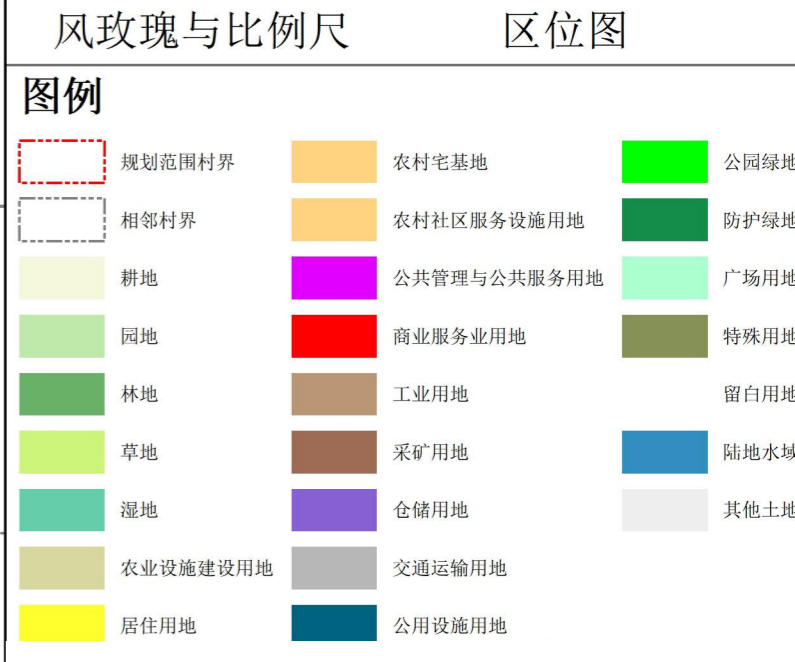 风玫瑰与比例尺
区位图
图例
规划范围村界
相邻村界
耕地
园地
林地
草地
湿地
农业设施建设用地
居住用地
农村宅基地
农村社区服务设施用地
公共管理与公共服务用地
商业服务业用地
工业用地
采矿用地
仓储用地
交通运输用地
公用设施用地
公园绿地
防护绿地
广场用地
特殊用地
留白用地
陆地水域
其他土地